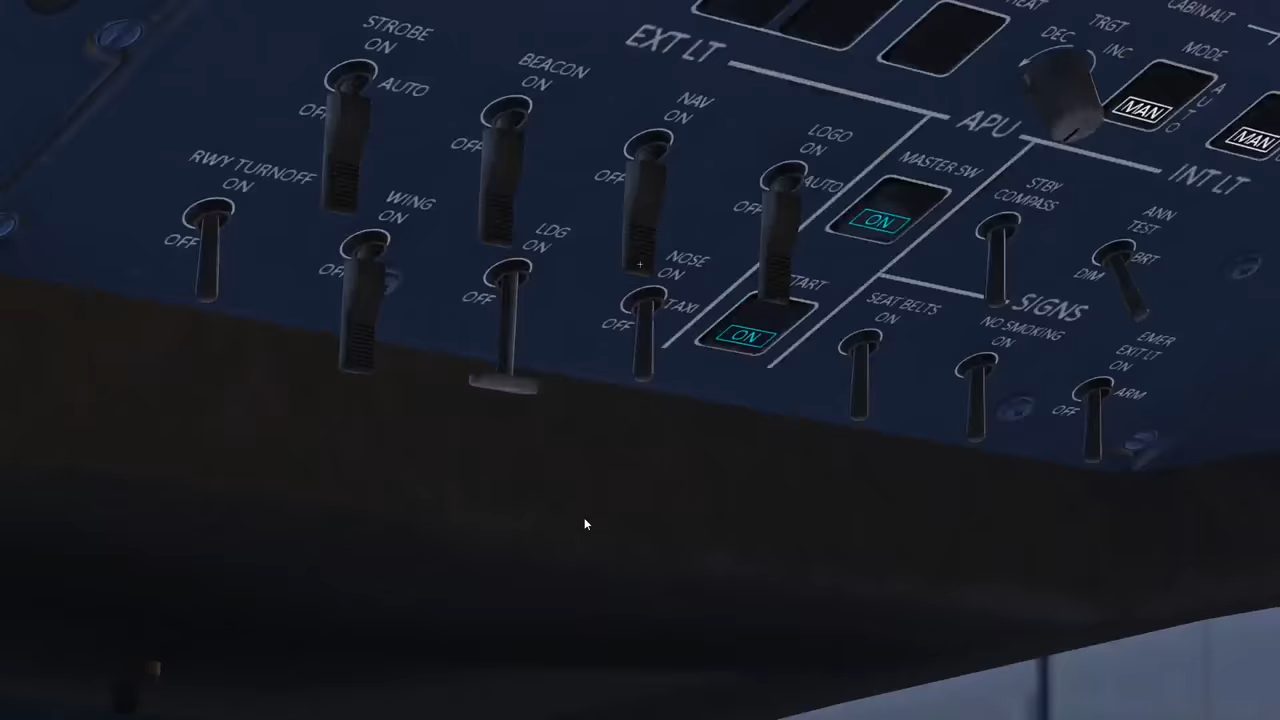 STROBE
ON
AUTO
OFF
BEACON
ON
OFF
NAV
ON
OFF
LOGO
ON
AUTO
OFF
RWY TURNOFF
ON
OFF
WING
ON
OFF
LDG
ON
OFF
NOSE
ON
TAXI
OFF
EXT LT
APU
MASTER SW
ON
START
ON
DEC
TRGT
INC
CABIN ALT
MODE
AUTO
MAN
MAN
INT LT
STBY
COMPASS
ANN
TEST
BRT
DIM
SIGNS
SEAT BELTS
ON
NO SMOKING
ON
EMER
EXIT LT
ON
ARM
OFF